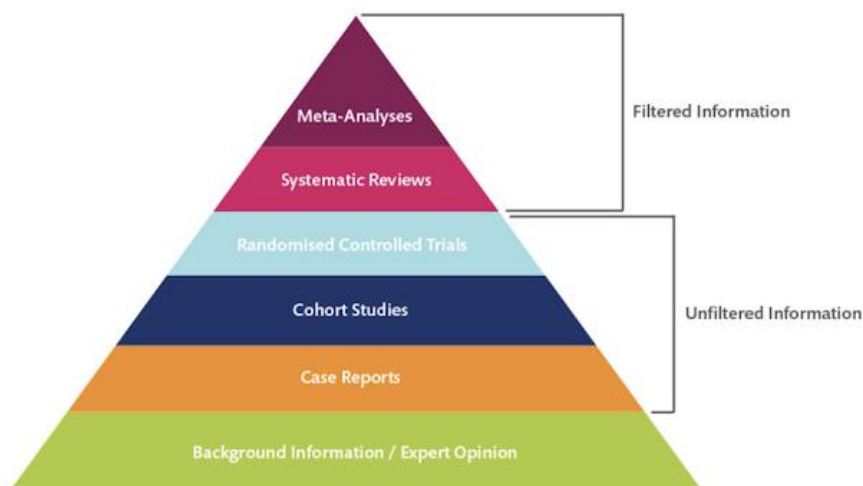 Meta-Analyses
Filtered Information
Systematic Reviews
Randomised Controlled Trials
Cohort Studies
Unfiltered Information
Case Reports
Background Information / Expert Opinion